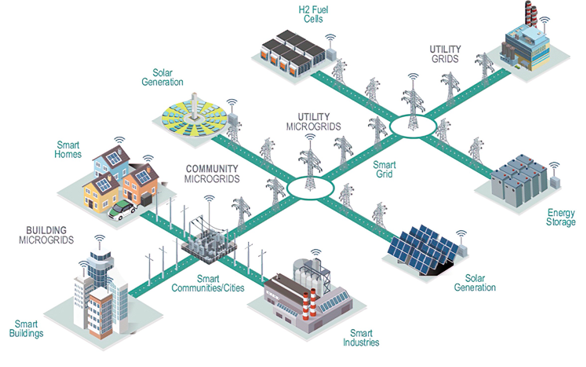 H2 Fuel
Cells
UTILITY
GRIDS
Solar
Generation
UTILITY
MICROGRIDS
Smart
Homes
COMMUNITY
MICROGRIDS
Smart
Grid
Energy
Storage
BUILDING
MICROGRIDS
Smart
Communities/Cities
Solar
Generation
Smart
Buildings
Smart
Industries